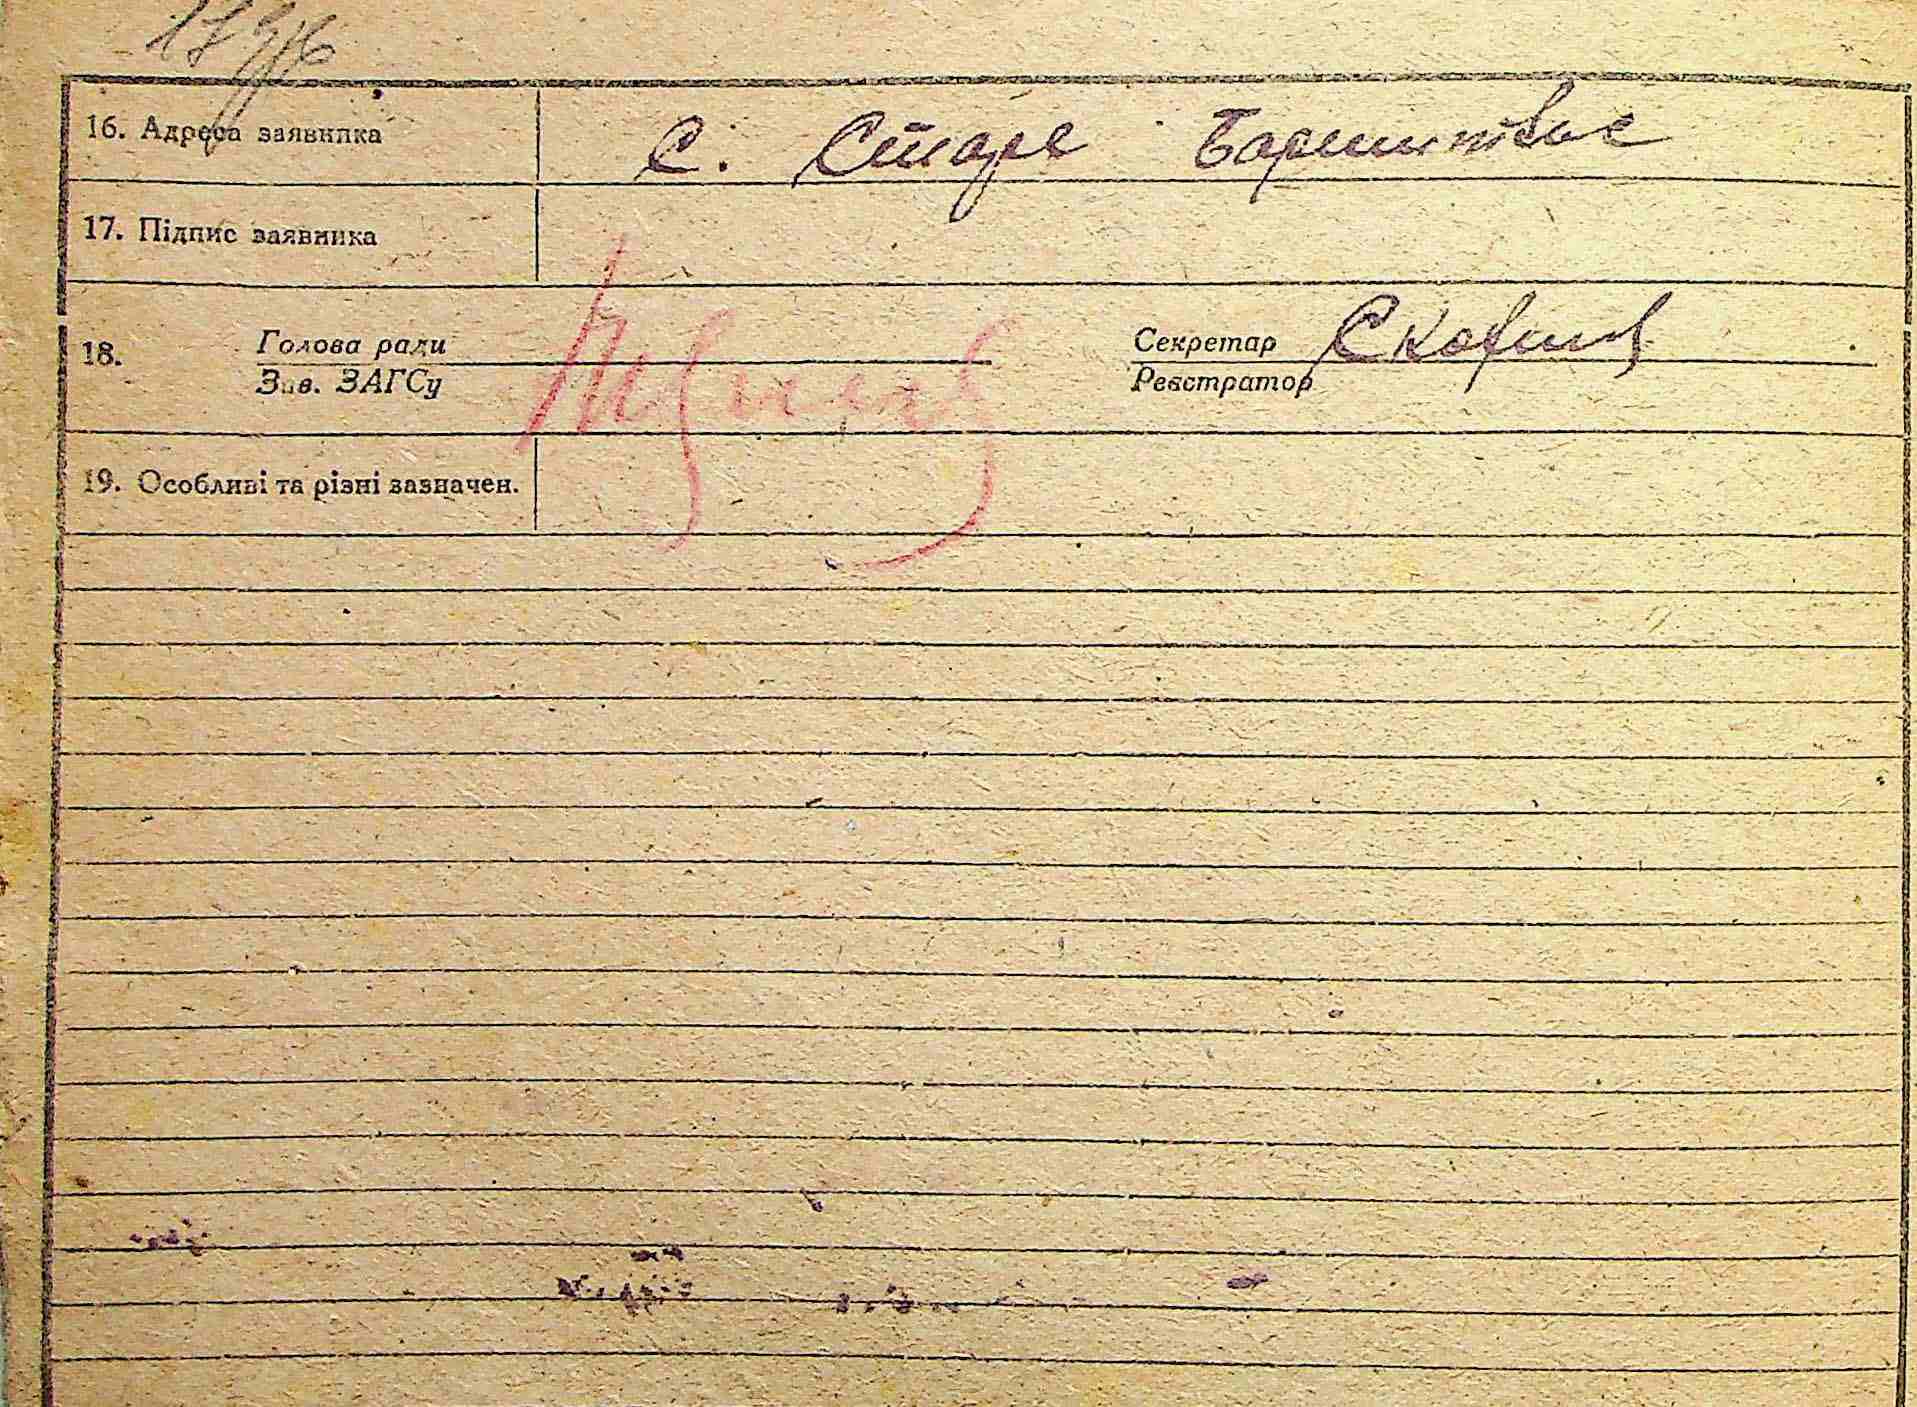 16. Адреса заявника с. Старе
17. Підпис заявника
18. Голова ради Секретар
Зав. ЗАГСу Реєстратор
19. Особливі та різні зазначен.